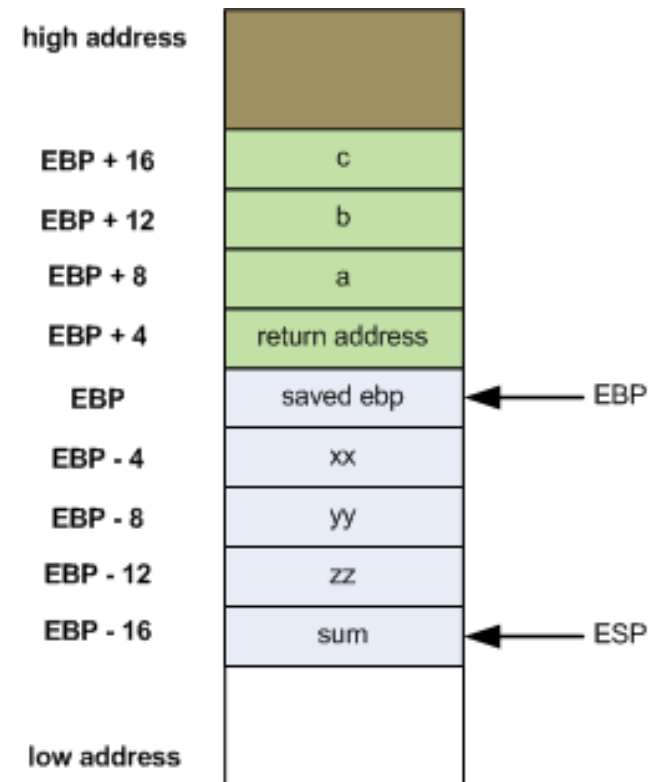 high address
EBP + 16 c
EBP + 12 b
EBP + 8 a
EBP + 4 return address
EBP saved ebp EBP
EBP - 4 xx
EBP - 8 yy
EBP - 12 zz
EBP - 16 sum ESP
low address